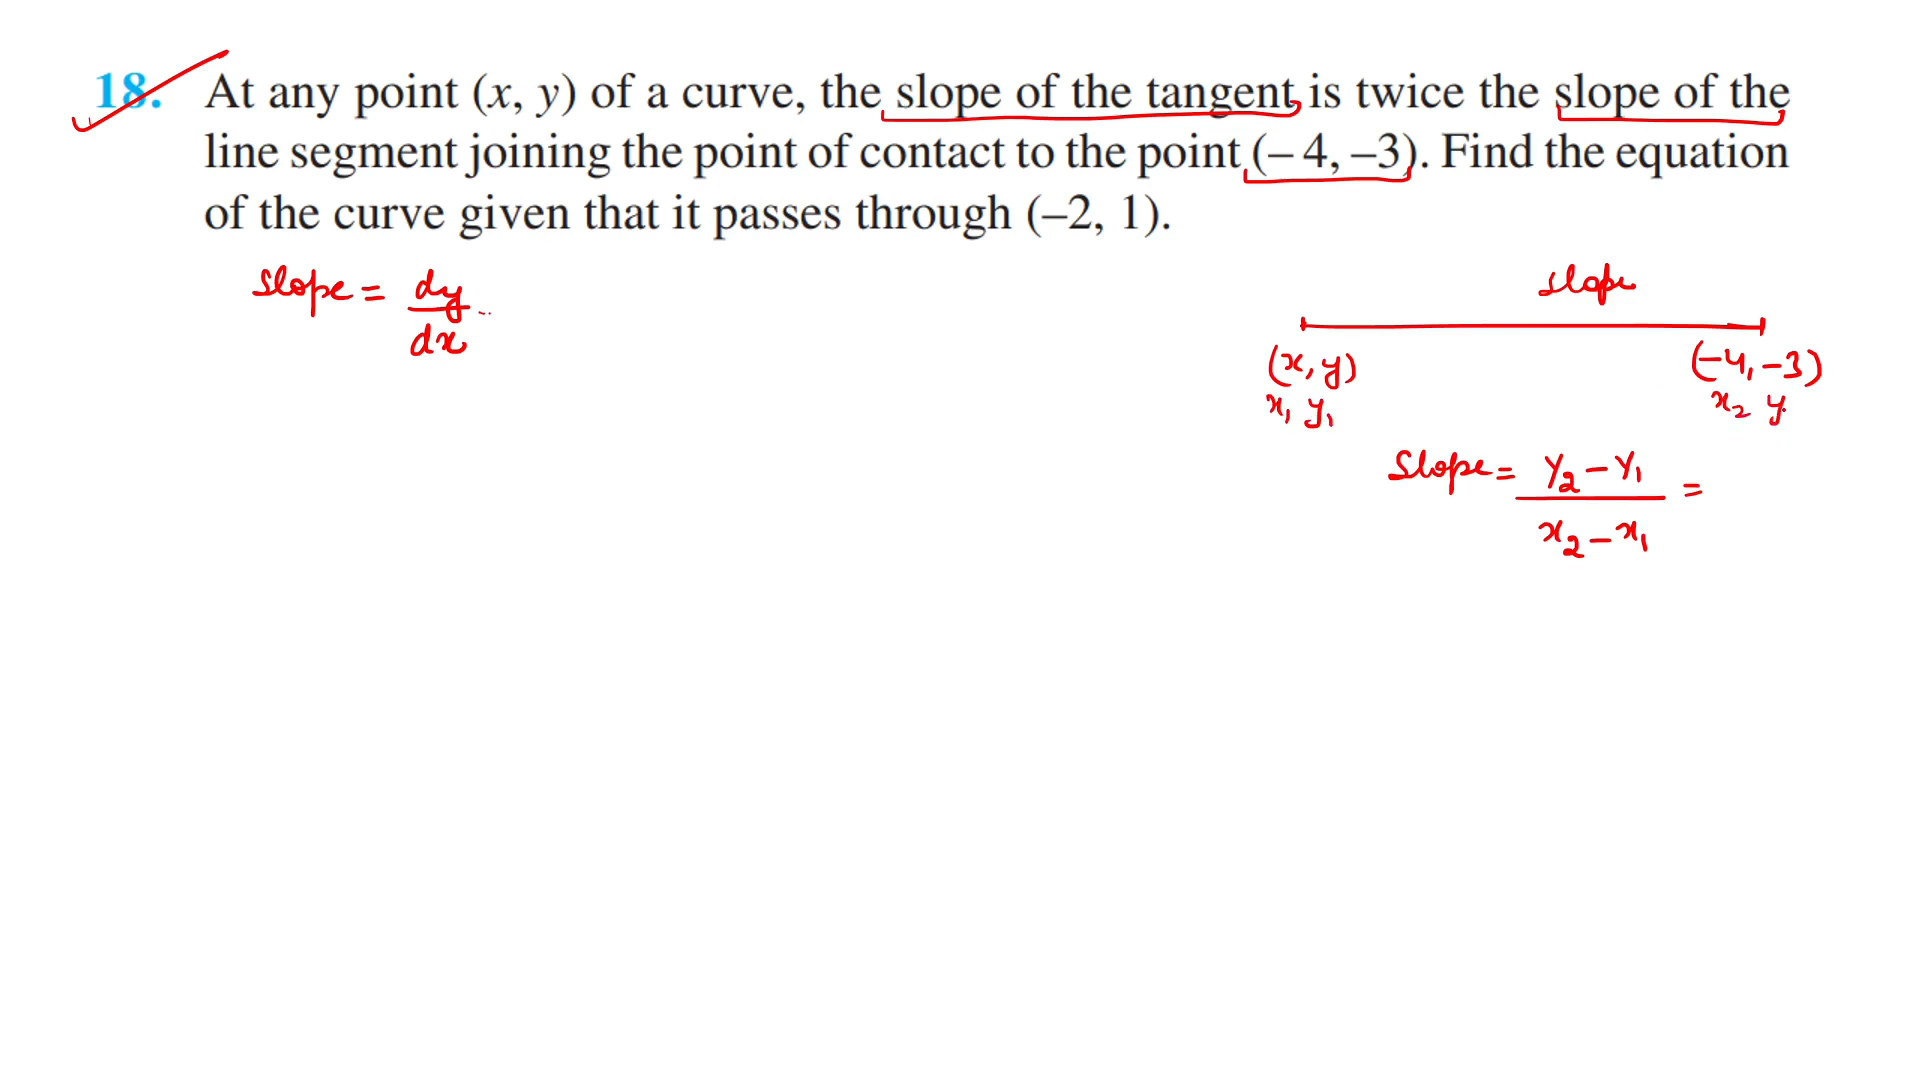 18. At any point (x, y) of a curve, the slope of the tangent is twice the slope of the
line segment joining the point of contact to the point (– 4, –3). Find the equation
of the curve given that it passes through (–2, 1).
Slope = dy/dx
Slope
(x, y) (-4, -3)
x₁ y₁ x₂ y
Slope = Y₂ - Y₁ / x₂ - x₁ =